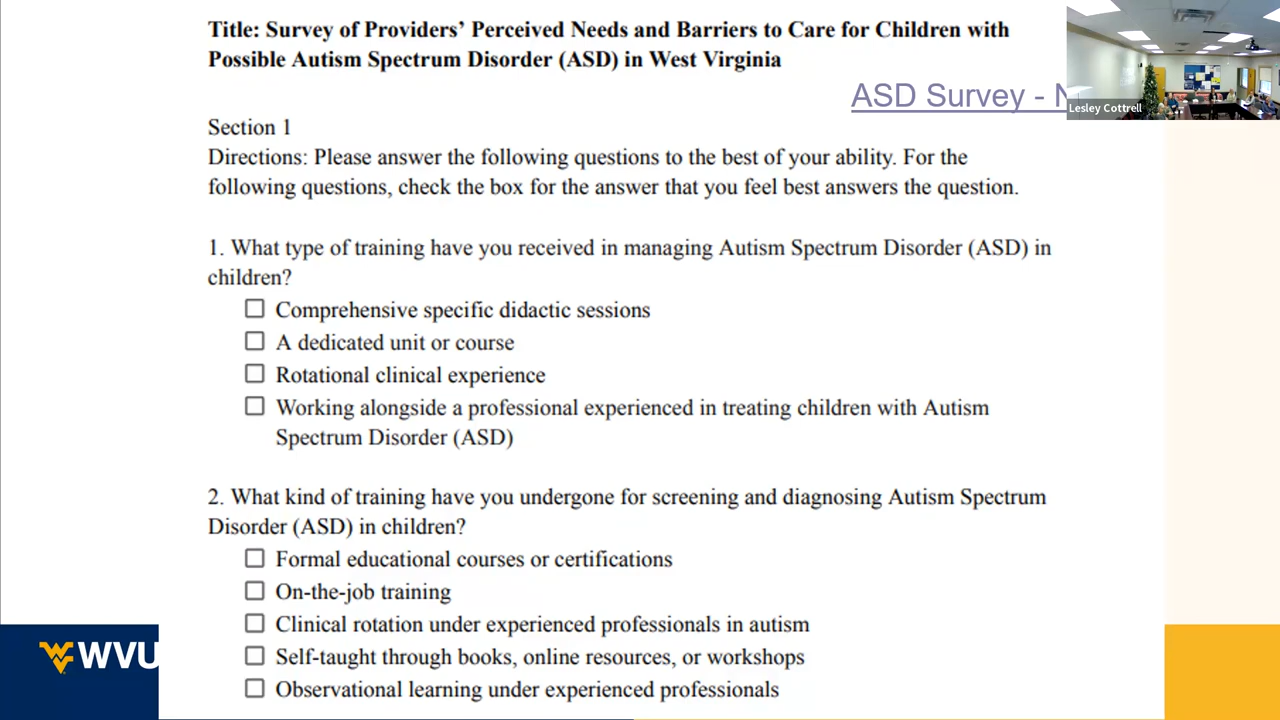 Title: Survey of Providers' Perceived Needs and Barriers to Care for Children with
Possible Autism Spectrum Disorder (ASD) in West Virginia
ASD Survey -
Lesley Cottrell
Section 1
Directions: Please answer the following questions to the best of your ability. For the
following questions, check the box for the answer that you feel best answers the question.
1. What type of training have you received in managing Autism Spectrum Disorder (ASD) in
children?
Comprehensive specific didactic sessions
A dedicated unit or course
Rotational clinical experience
Working alongside a professional experienced in treating children with Autism
Spectrum Disorder (ASD)
2. What kind of training have you undergone for screening and diagnosing Autism Spectrum
Disorder (ASD) in children?
Formal educational courses or certifications
On-the-job training
Clinical rotation under experienced professionals in autism
Self-taught through books, online resources, or workshops
Observational learning under experienced professionals
WVU